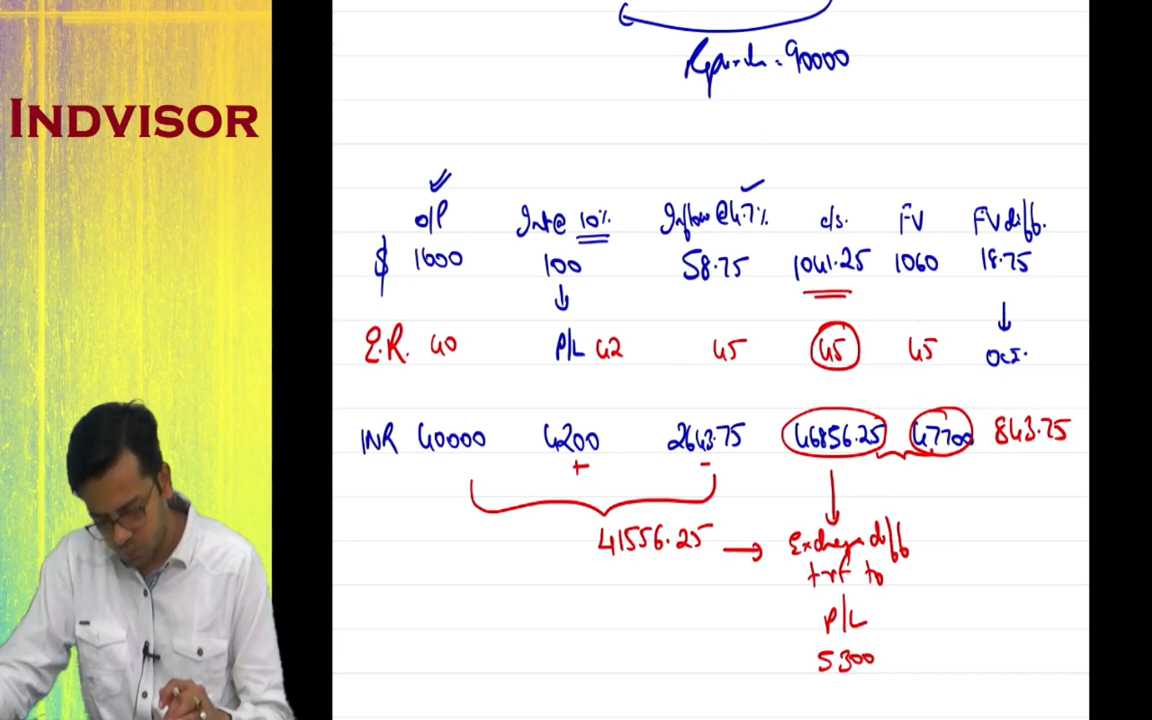 INDVISOR
= 90000
O/P Int@ 10% Inflow @4.7% c/s. FV FV diff.
$ 1000 100 58.75 1041.25 1060 18.75
E.R. 40 P/L 42 45 45 45 OCI.
INR 40000 4200 2643.75 46856.25 47700 843.75
+ -
41556.25 → Exchange diff
trf to
P/L
5300